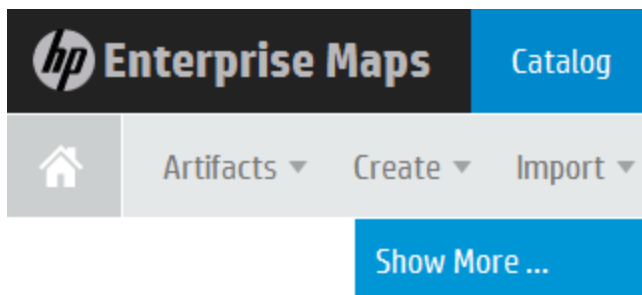 hp Enterprise Maps Catalog
Artifacts Create Import
Show More ...